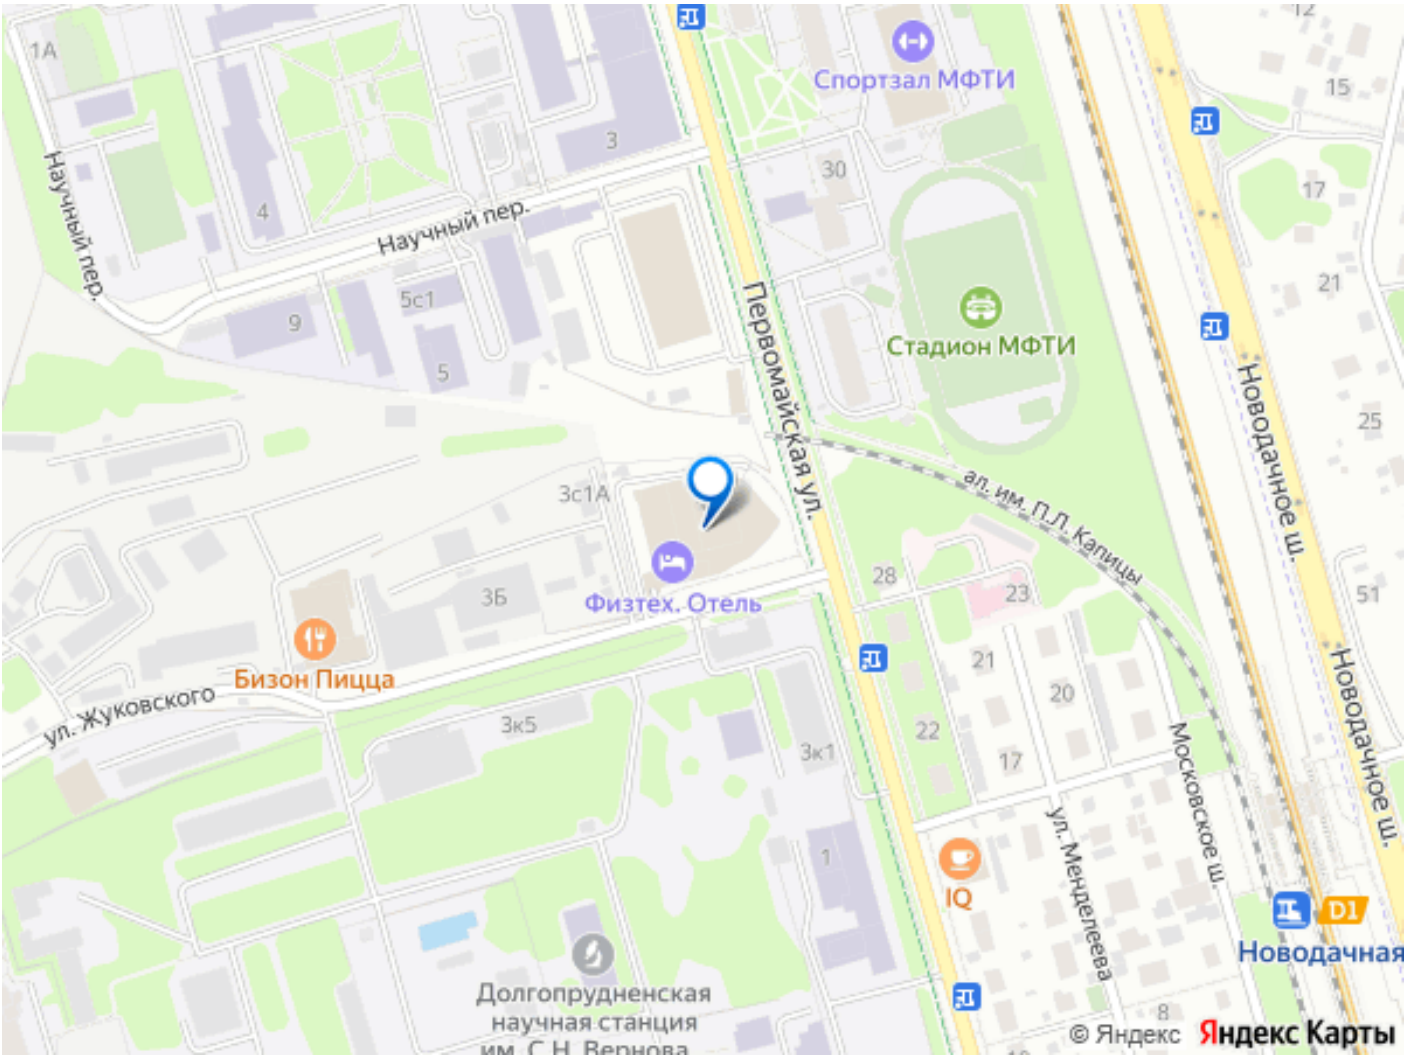 12
1А
Спортзал МФТИ
15
3
30
Научный пер.
4
17
Научный пер.
5с1
21
9
Первомайская ул.
Стадион МФТИ
5
Новодачное ш.
25
3с1А
ал. им. П.Л. Капицы
28
23
51
3Б
Физтех. Отель
21
Бизон Пицца
20
ул. Жуковского
Новодачное ш.
3к5
22
3к1
17
Московское ш.
ул. Менделеева
1
IQ
D1
Новодачная
Долгопрудненская
научная станция
им. С.Н. Вернова
8
© Яндекс Яндекс Карты